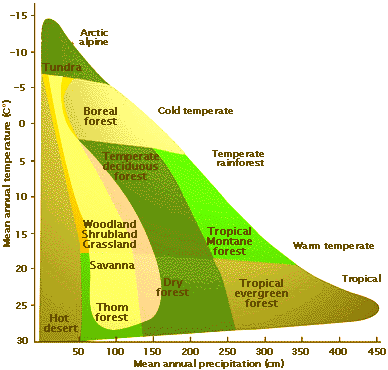 -15
-10
-5
0
5
10
15
20
25
30
Mean annual temperature (C°)
Arctic
alpine
Tundra
Boreal
forest
Cold temperate
Temperate
deciduous
forest
Temperate
rainforest
Woodland
Shrubland
Grassland
Tropical
Montane
forest
Warm temperate
Savanna
Dry
forest
Tropical
evergreen
forest
Tropical
Hot
desert
Thorn
forest
50
100
150
200
250
300
350
400
450
Mean annual precipitation (cm)